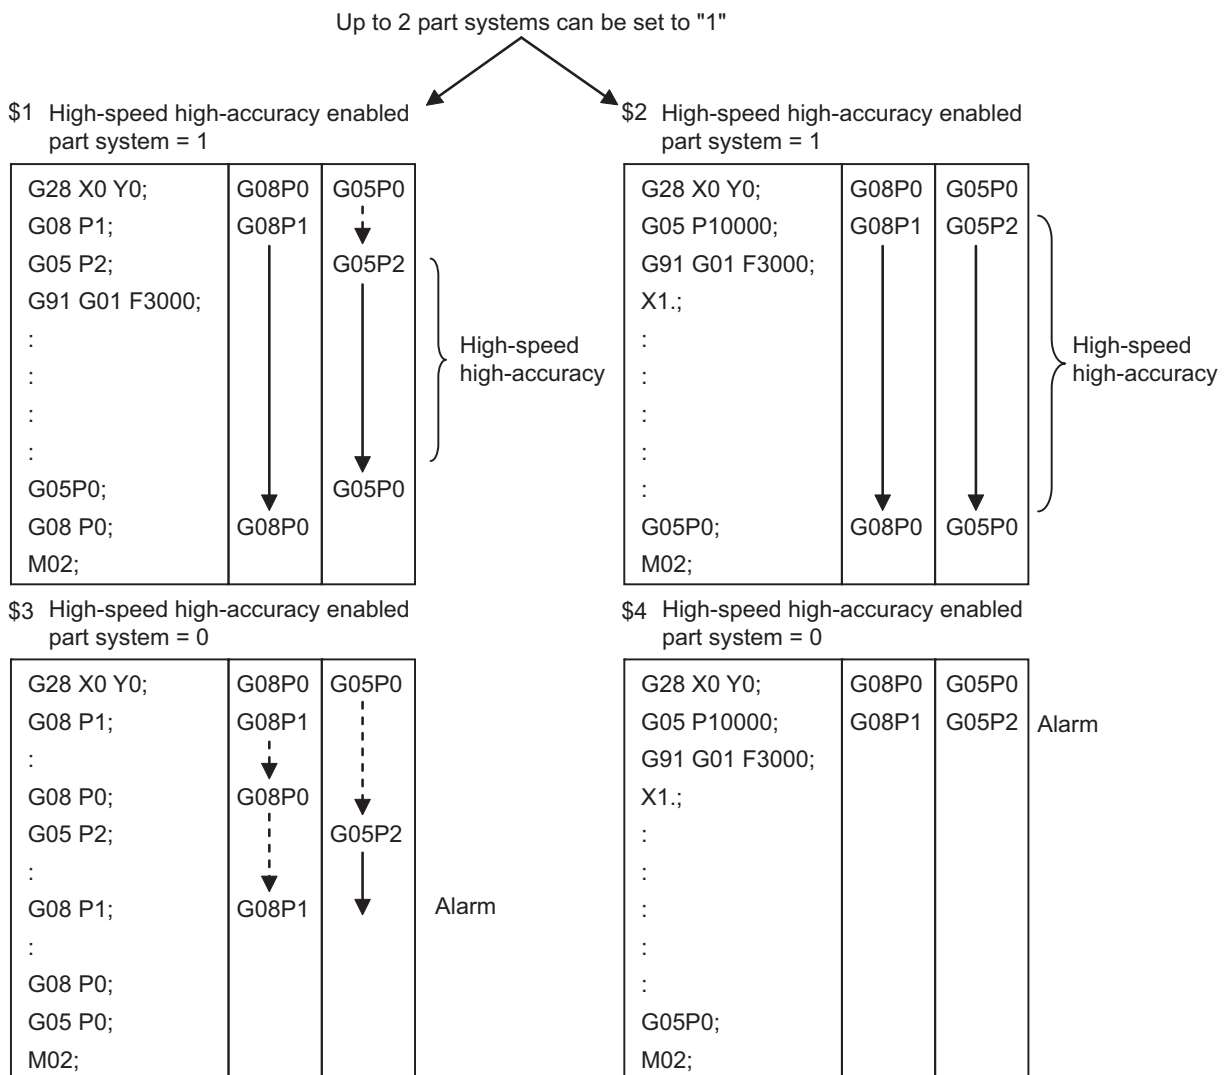 Up to 2 part systems can be set to "1"
$1 High-speed high-accuracy enabled
part system = 1
G28 X0 Y0; G08P0 G05P0
G08 P1; G08P1
G05 P2; G05P2
G91 G01 F3000;
:
:
:
:
G05P0; G05P0
G08 P0; G08P0
M02;
High-speed
high-accuracy
$2 High-speed high-accuracy enabled
part system = 1
G28 X0 Y0; G08P0 G05P0
G05 P10000; G08P1 G05P2
G91 G01 F3000;
X1.;
:
:
:
:
:
G05P0; G08P0 G05P0
M02;
High-speed
high-accuracy
$3 High-speed high-accuracy enabled
part system = 0
G28 X0 Y0; G08P0 G05P0
G08 P1; G08P1
:
G08 P0; G08P0
G05 P2; G05P2
:
G08 P1; G08P1 Alarm
:
G08 P0;
G05 P0;
M02;
$4 High-speed high-accuracy enabled
part system = 0
G28 X0 Y0; G08P0 G05P0
G05 P10000; G08P1 G05P2 Alarm
G91 G01 F3000;
X1.;
:
:
:
:
:
G05P0;
M02;